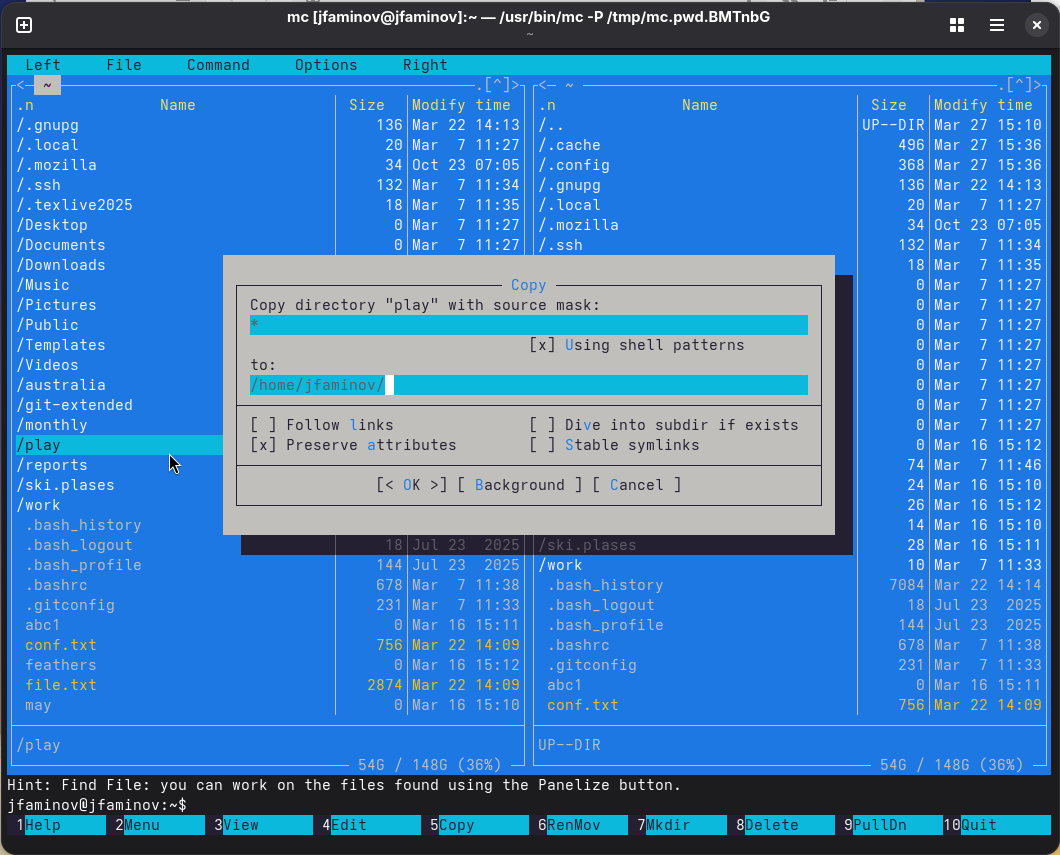 mc [jfaminov@jfaminov]:~ — /usr/bin/mc -P /tmp/mc.pwd.BMTnbG
~
Left File Command Options Right
<─ ~ .[^]> <─ ~ .[^]>
.n Name Size Modify time .n Name Size Modify time
/.gnupg 136 Mar 22 14:13 /.. UP--DIR Mar 27 15:10
/.local 20 Mar  7 11:27 /.cache 496 Mar 27 15:36
/.mozilla 34 Oct 23 07:05 /.config 368 Mar 27 15:36
/.ssh 132 Mar  7 11:34 /.gnupg 136 Mar 22 14:13
/.texlive2025 18 Mar  7 11:35 /.local 20 Mar  7 11:27
/Desktop 0 Mar  7 11:27 /.mozilla 34 Oct 23 07:05
/Documents 0 Mar  7 11:27 /.ssh 132 Mar  7 11:34
/Downloads 18 Mar  7 11:35
/Music Copy 0 Mar  7 11:27
/Pictures Copy directory "play" with source mask: 0 Mar  7 11:27
/Public * 0 Mar  7 11:27
/Templates [x] Using shell patterns 0 Mar  7 11:27
/Videos to: 0 Mar  7 11:27
/australia /home/jfaminov/ 0 Mar  7 11:27
/git-extended 0 Mar  7 11:27
/monthly [ ] Follow links [ ] Dive into subdir if exists 0 Mar  7 11:27
/play [x] Preserve attributes [ ] Stable symlinks 0 Mar 16 15:12
/reports 74 Mar  7 11:46
/ski.plases [< OK >] [ Background ] [ Cancel ] 24 Mar 16 15:10
/work 26 Mar 16 15:12
.bash_history 14 Mar 16 15:10
.bash_logout 18 Jul 23  2025 /ski.plases 28 Mar 16 15:11
.bash_profile 144 Jul 23  2025 /work 10 Mar  7 11:33
.bashrc 678 Mar  7 11:38 .bash_history 7084 Mar 22 14:14
.gitconfig 231 Mar  7 11:33 .bash_logout 18 Jul 23  2025
abc1 0 Mar 16 15:11 .bash_profile 144 Jul 23  2025
conf.txt 756 Mar 22 14:09 .bashrc 678 Mar  7 11:38
feathers 0 Mar 16 15:12 .gitconfig 231 Mar  7 11:33
file.txt 2874 Mar 22 14:09 abc1 0 Mar 16 15:11
may 0 Mar 16 15:10 conf.txt 756 Mar 22 14:09
/play UP--DIR
54G / 148G (36%) 54G / 148G (36%)
Hint: Find File: you can work on the files found using the Panelize button.
jfaminov@jfaminov:~$
1Help 2Menu 3View 4Edit 5Copy 6RenMov 7Mkdir 8Delete 9PullDn 10Quit